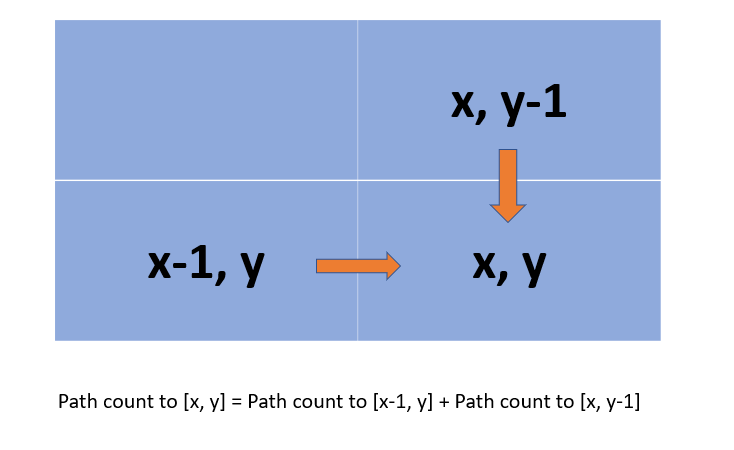 x, y-1
x-1, y
x, y
Path count to [x, y] = Path count to [x-1, y] + Path count to [x, y-1]